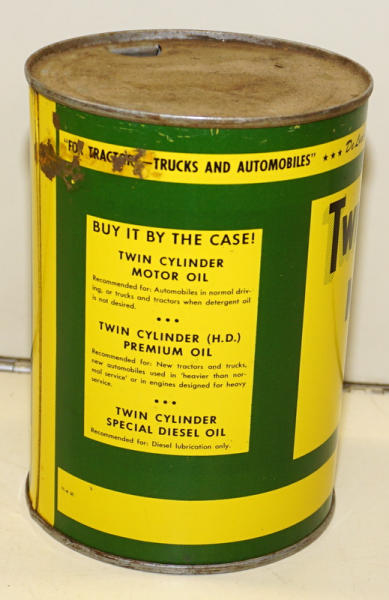 "FOR TRACTORS—TRUCKS AND AUTOMOBILES" ★★★ De Lu
Tw
BUY IT BY THE CASE!
TWIN CYLINDER
MOTOR OIL
Recommended for: Automobiles in normal driv-
ing, or trucks and tractors when detergent oil
is not desired.
•••
TWIN CYLINDER (H.D.)
PREMIUM OIL
Recommended for: New tractors and trucks,
new automobiles used in 'heavier than nor-
mal service' or in engines designed for heavy
service.
•••
TWIN CYLINDER
SPECIAL DIESEL OIL
Recommended for: Diesel lubrication only.